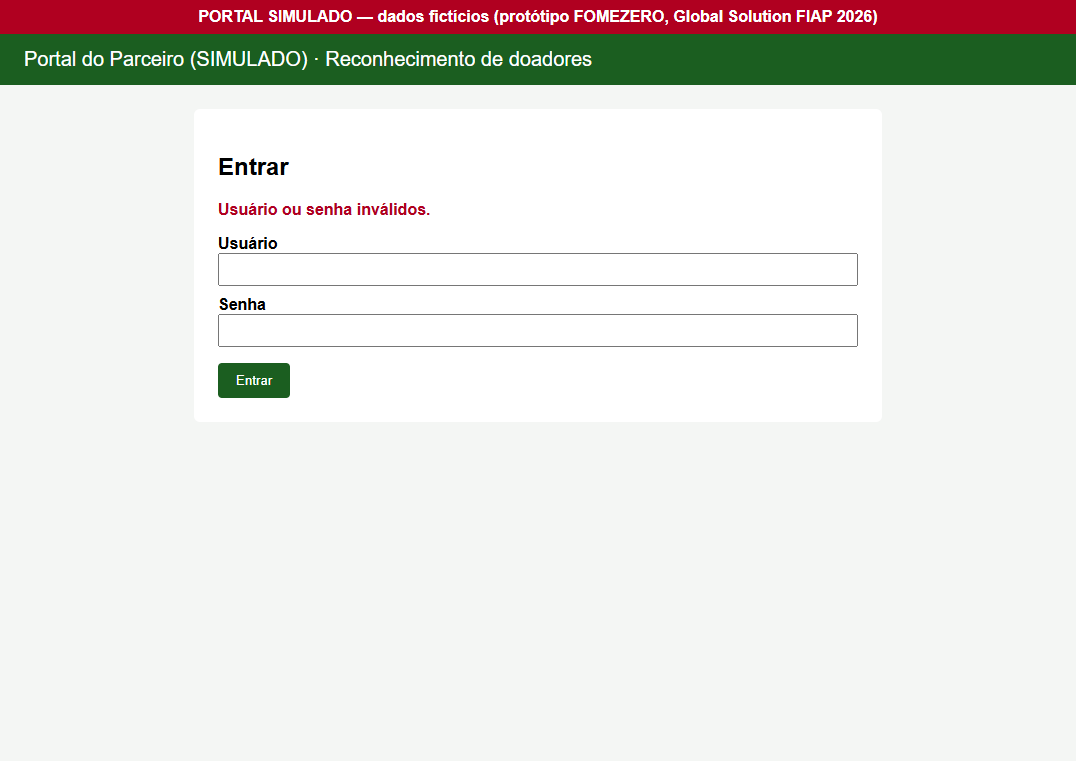 PORTAL SIMULADO — dados fictícios (protótipo FOMEZERO, Global Solution FIAP 2026)
Portal do Parceiro (SIMULADO) · Reconhecimento de doadores
Entrar
Usuário ou senha inválidos.
Usuário
Senha
Entrar